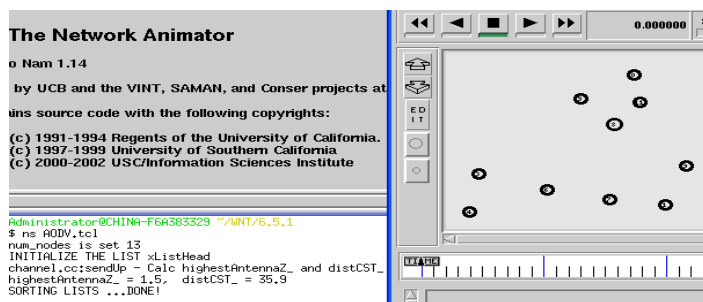 The Network Animator
o Nam 1.14
by UCB and the VINT, SAMAN, and Conser projects at
ins source code with the following copyrights:
(c) 1991-1994 Regents of the University of California.
(c) 1997-1999 University of Southern California
(c) 2000-2002 USC/Information Sciences Institute
Administrator@CHINA-F6A383329 ~/WNT/6.5.1
$ ns AODV.tcl
num_nodes is set 13
INITIALIZE THE LIST xListHead
channel.cc:sendUp - Calc highestAntennaZ_ and distCST_
highestAntennaZ_ = 1.5,  distCST_ = 35.9
SORTING LISTS ...DONE!
0.000000
ED
IT
TIME